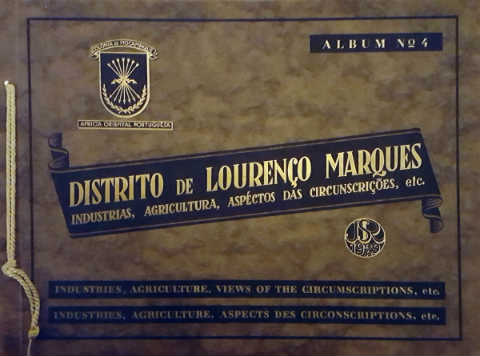 ALBUM Nº 4
COLONIA DE MOÇAMBIQUE
AFRICA ORIENTAL PORTUGUESA
DISTRITO DE LOURENÇO MARQUES
INDUSTRIAS, AGRICULTURA, ASPÉCTOS DAS CIRCUNSCRIÇÕES, etc.
INDUSTRIES, AGRICULTURE, VIEWS OF THE CIRCUMSCRIPTIONS, etc.
INDUSTRIES, AGRICULTURE, ASPECTS DES CIRCONSCRIPTIONS, etc.